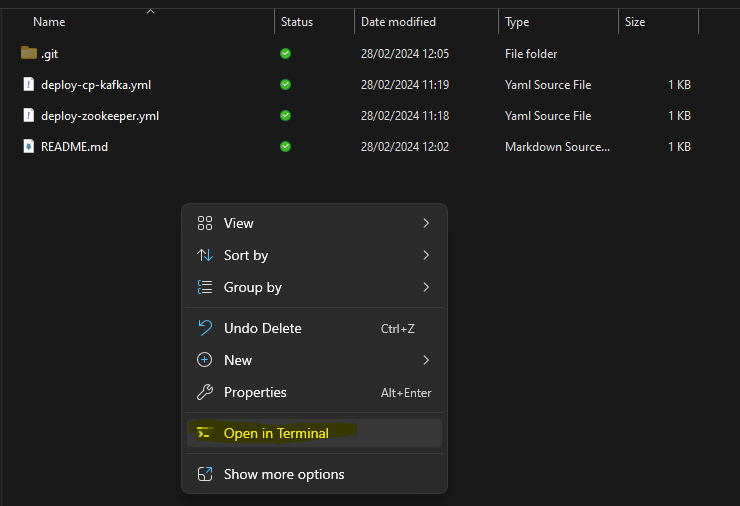 Name Status Date modified Type Size
.git 28/02/2024 12:05 File folder
deploy-cp-kafka.yml 28/02/2024 11:19 Yaml Source File 1 KB
deploy-zookeeper.yml 28/02/2024 11:18 Yaml Source File 1 KB
README.md 28/02/2024 12:02 Markdown Source... 1 KB
View
Sort by
Group by
Undo Delete Ctrl+Z
New
Properties Alt+Enter
Open in Terminal
Show more options